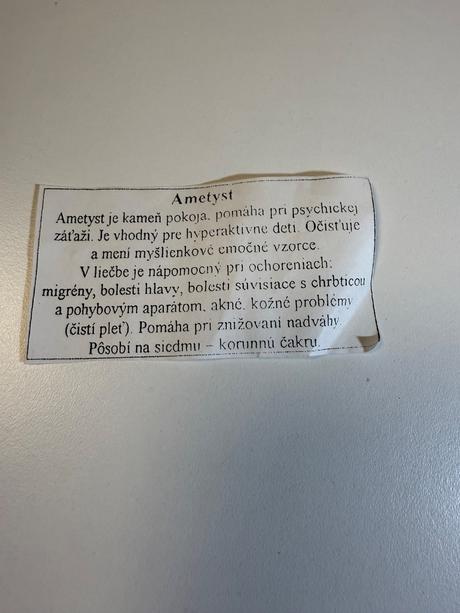 Ametyst
Ametyst je kameň pokoja, pomáha pri psychickej
záťaži. Je vhodný pre hyperaktívne deti. Očisťuje
a mení myšlienkové emočné vzorce.
V liečbe je nápomocný pri ochoreniach:
migrény, bolesti hlavy, bolesti súvisiace s chrbticou
a pohybovým aparátom, akné, kožné problémy
(čistí pleť). Pomáha pri znižovaní nadváhy.
Pôsobí na siedmu – korunnú čakru.